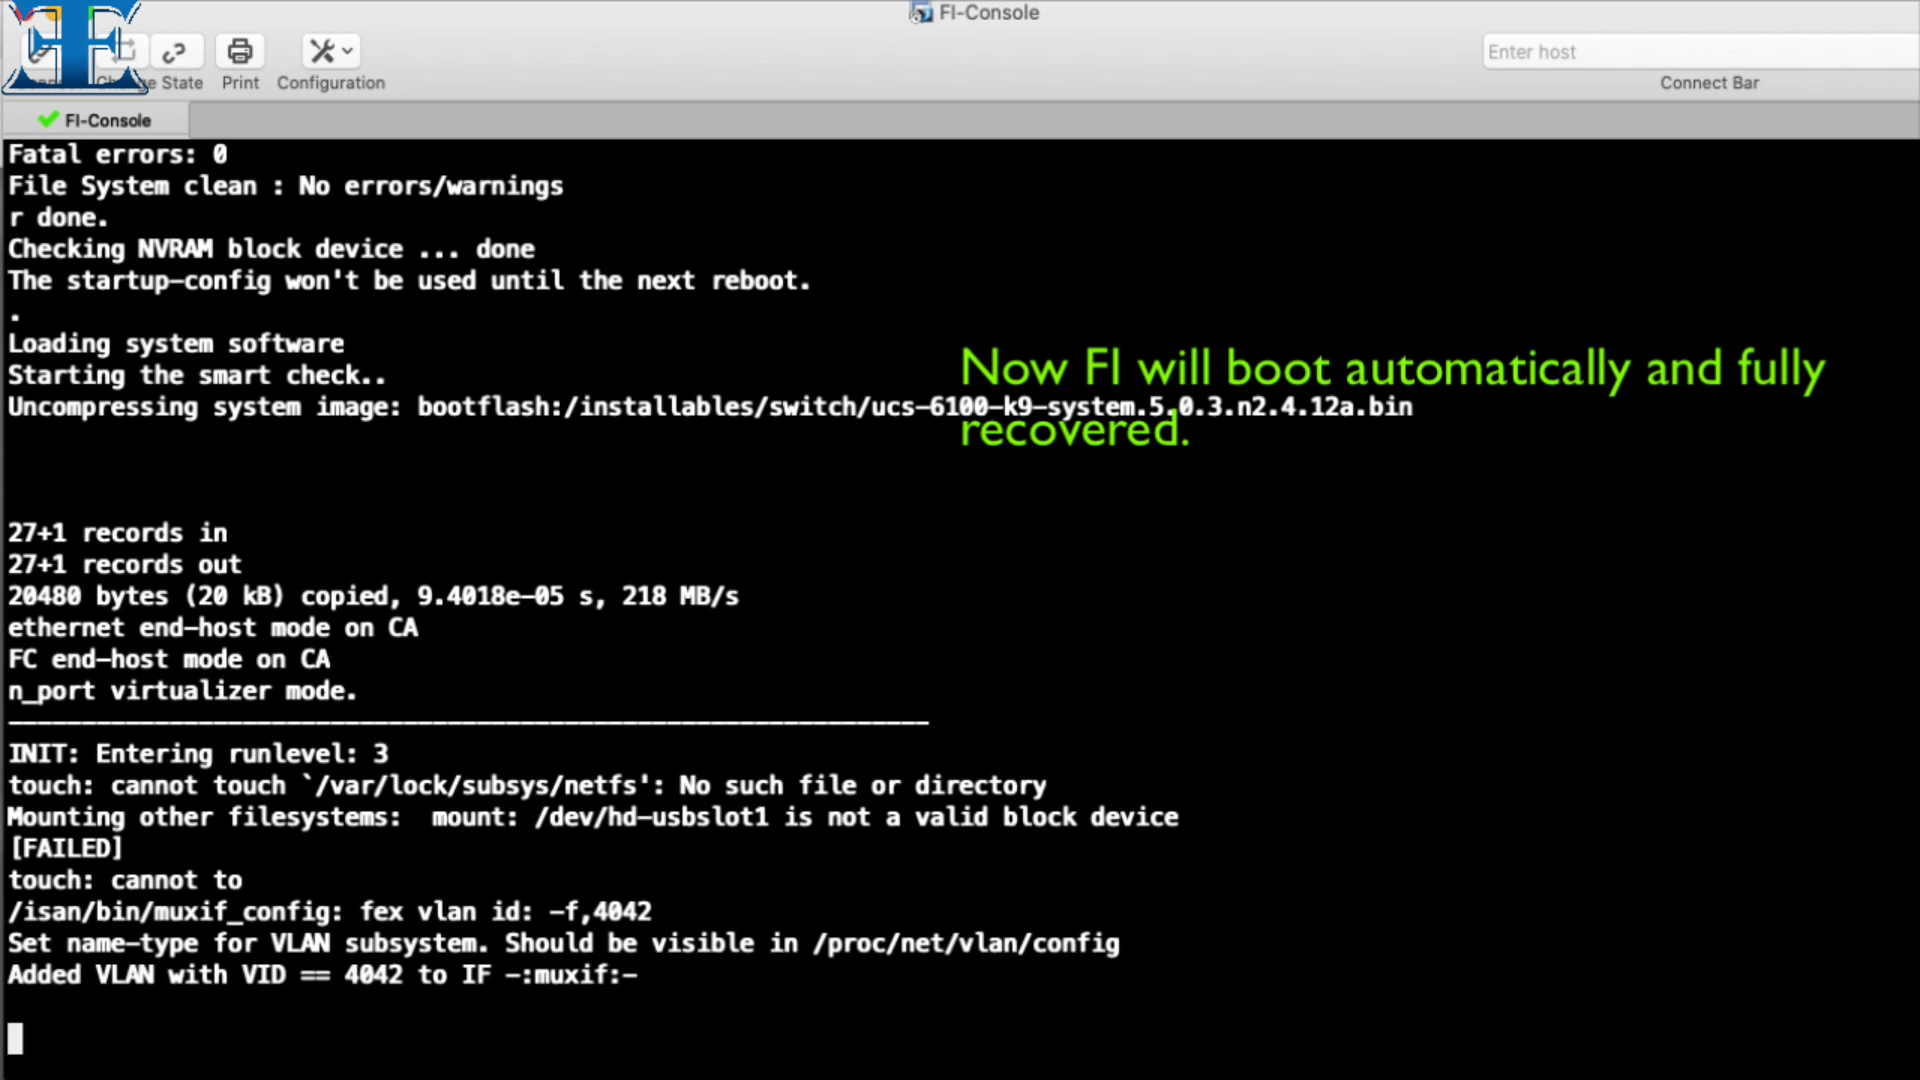 FI-Console
State
Print
Configuration
Enter host
Connect Bar
FI-Console
Fatal errors: 0
File System clean : No errors/warnings
r done.
Checking NVRAM block device ... done
The startup-config won't be used until the next reboot.
.
Loading system software
Starting the smart check..
Uncompressing system image: bootflash:/installables/switch/ucs-6100-k9-system.5.0.3.n2.4.12a.bin
Now FI will boot automatically and fully
recovered.
27+1 records in
27+1 records out
20480 bytes (20 kB) copied, 9.4018e-05 s, 218 MB/s
ethernet end-host mode on CA
FC end-host mode on CA
n_port virtualizer mode.
---------------------------------------------------------------
INIT: Entering runlevel: 3
touch: cannot touch `/var/lock/subsys/netfs': No such file or directory
Mounting other filesystems:  mount: /dev/hd-usbslot1 is not a valid block device
[FAILED]
touch: cannot to
/isan/bin/muxif_config: fex vlan id: -f,4042
Set name-type for VLAN subsystem. Should be visible in /proc/net/vlan/config
Added VLAN with VID == 4042 to IF -:muxif:-